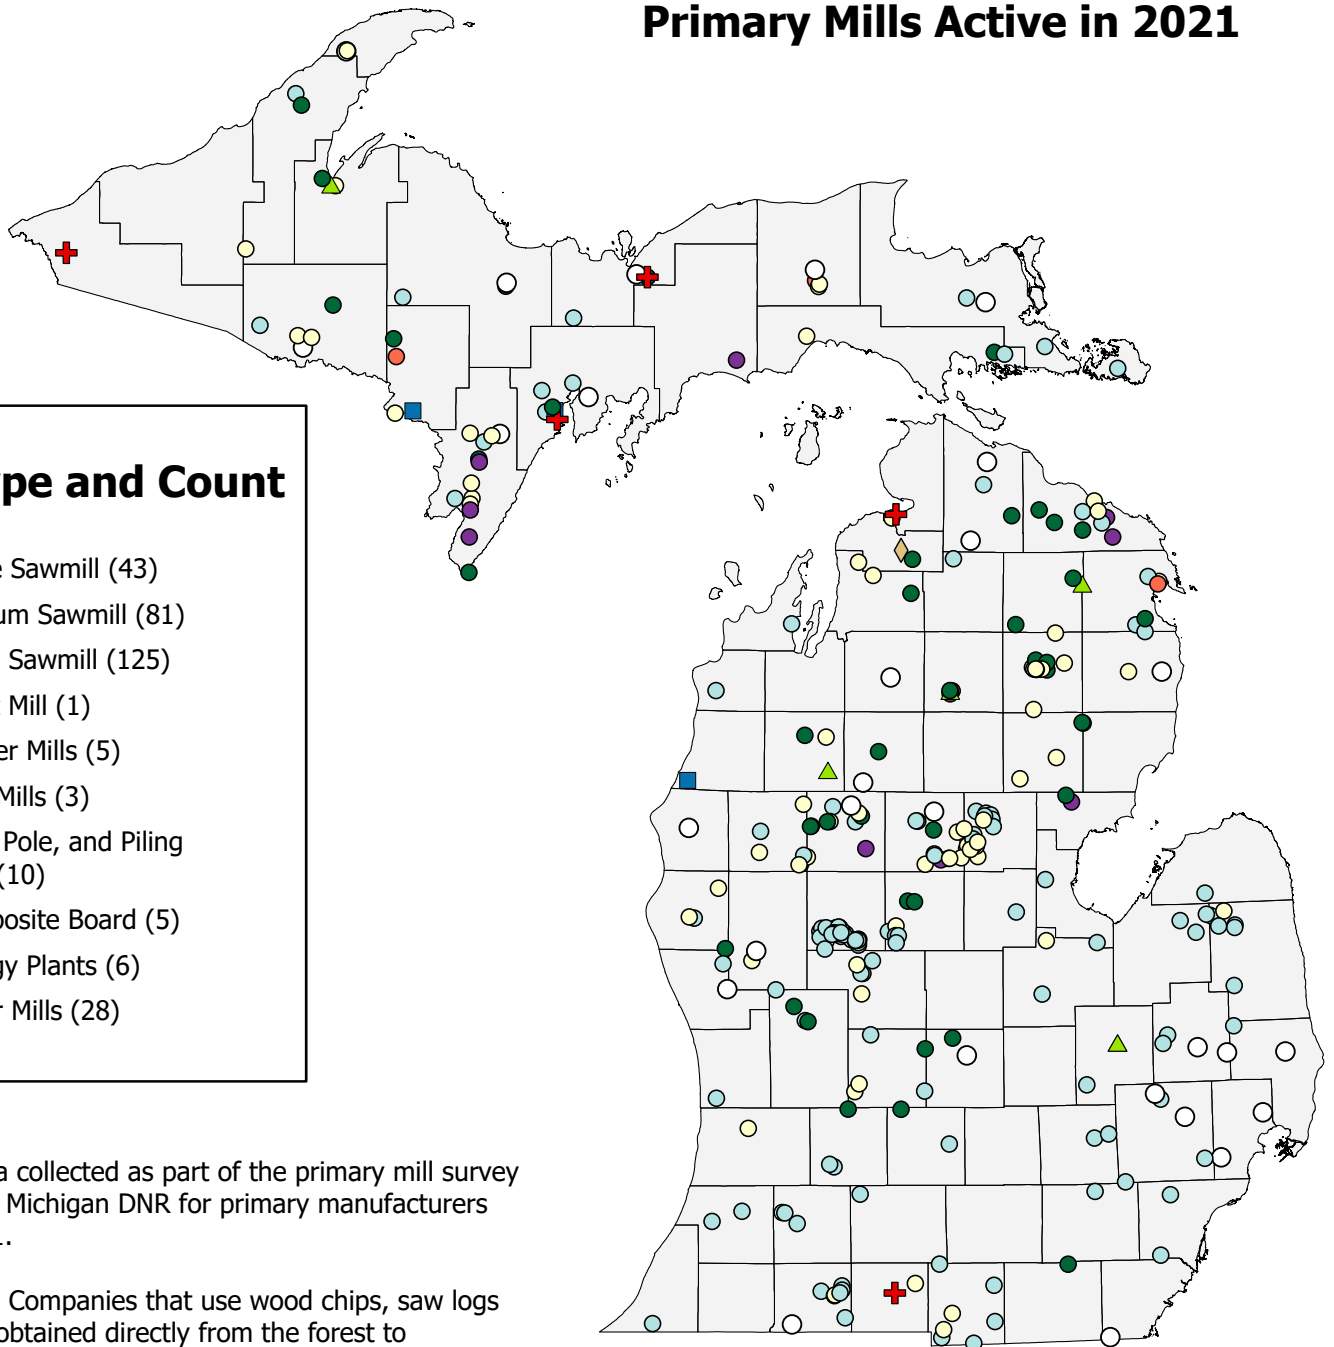 Primary Mills Active in 2021
pe and Count
Sawmill (43)
um Sawmill (81)
Sawmill (125)
Mill (1)
er Mills (5)
Mills (3)
Pole, and Piling
(10)
posite Board (5)
gy Plants (6)
r Mills (28)
a collected as part of the primary mill survey
Michigan DNR for primary manufacturers
.
Companies that use wood chips, saw logs
obtained directly from the forest to